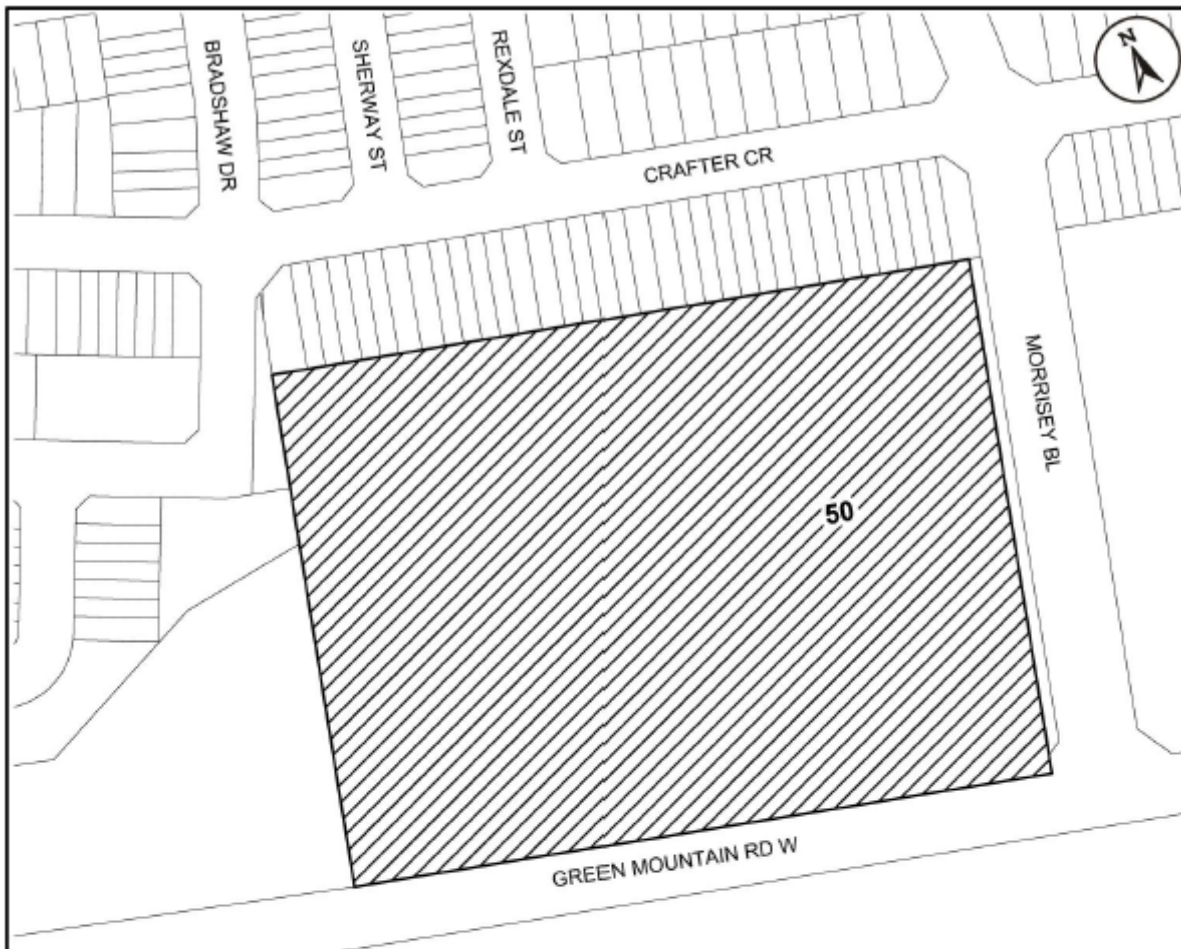 BRADSHAW DR
SHERWAY ST
REXDALE ST
N
CRAFTER CR
MORRISEY BL
50
GREEN MOUNTAIN RD W